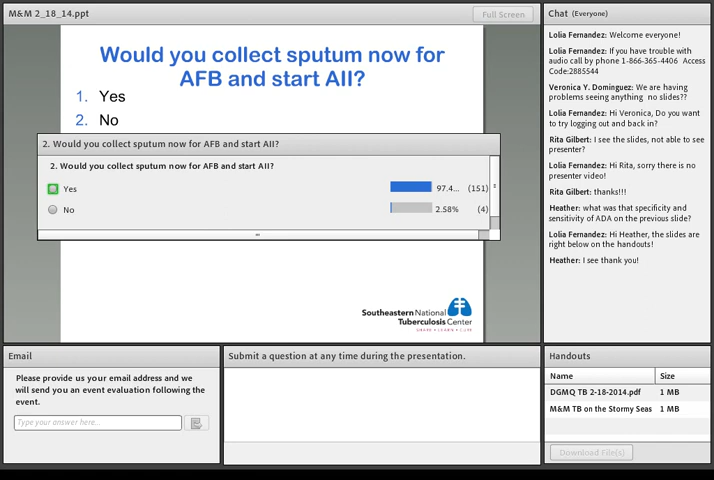 M&M 2_18_14.ppt
Full Screen
Would you collect sputum now for
AFB and start AII?
1. Yes
2. No
2. Would you collect sputum now for AFB and start AII?
2. Would you collect sputum now for AFB and start AII?
Yes 97.4... (151)
No 2.58% (4)
Southeastern National
Tuberculosis Center
Chat (Everyone)
Lolia Fernandez: Welcome everyone!
Lolia Fernandez: If you have trouble with
audio call by phone 1-866-365-4406 Access
Code:2885544
Veronica Y. Dominguez: We are having
problems seeing anything no slides??
Lolia Fernandez: Hi Veronica, Do you want
to try logging out and back in?
Rita Gilbert: I see the slides, not able to see
presenter?
Lolia Fernandez: Hi Rita, sorry there is no
presenter video!
Rita Gilbert: thanks!!!
Heather: what was that specificity and
sensitivity of ADA on the previous slide?
Lolia Fernandez: Hi Heather, the slides are
right below on the handouts!
Heather: I see thank you!
Email
Please provide us your email address and we
will send you an event evaluation following the
event.
Type your answer here...
Submit a question at any time during the presentation.
Handouts
Name Size
DGMQ TB 2-18-2014.pdf 1 MB
M&M TB on the Stormy Seas 1 MB
Download File(s)